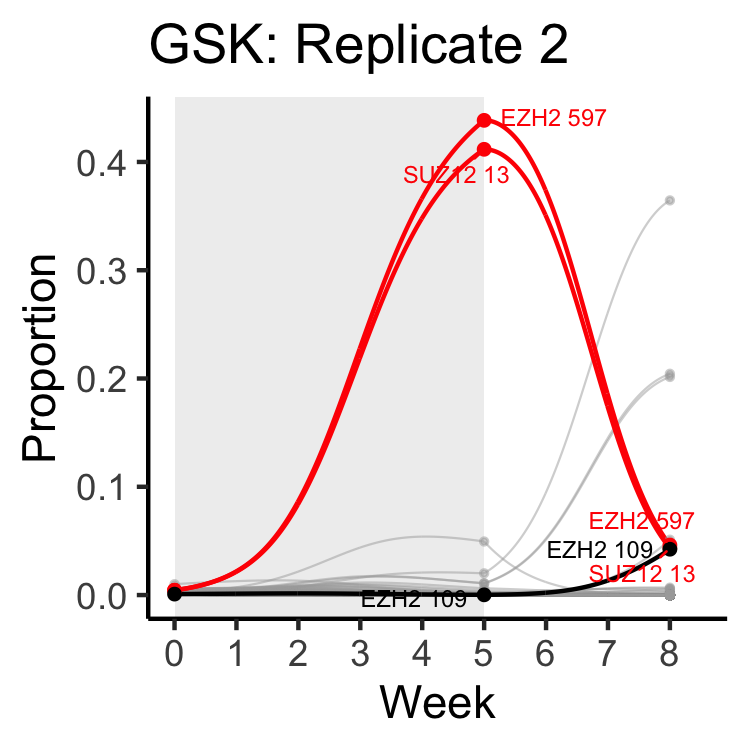 GSK: Replicate 2
EZH2 597
SUZ12 13
EZH2 597
EZH2 109
SUZ12 13
EZH2 109
Proportion
0.4
0.3
0.2
0.1
0.0
0 1 2 3 4 5 6 7 8
Week